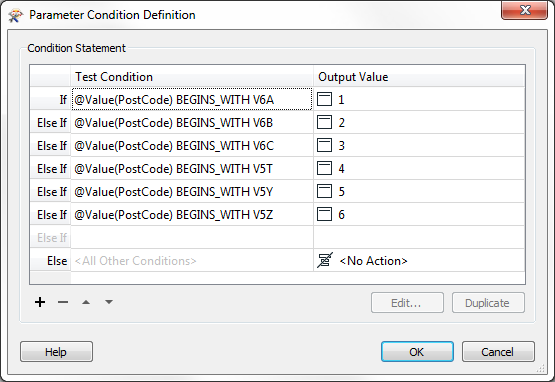 Parameter Condition Definition
Condition Statement
Test Condition Output Value
If @Value(PostCode) BEGINS_WITH V6A 1
Else If @Value(PostCode) BEGINS_WITH V6B 2
Else If @Value(PostCode) BEGINS_WITH V6C 3
Else If @Value(PostCode) BEGINS_WITH V5T 4
Else If @Value(PostCode) BEGINS_WITH V5Y 5
Else If @Value(PostCode) BEGINS_WITH V5Z 6
Else If
Else <All Other Conditions> <No Action>
Edit... Duplicate
Help OK Cancel